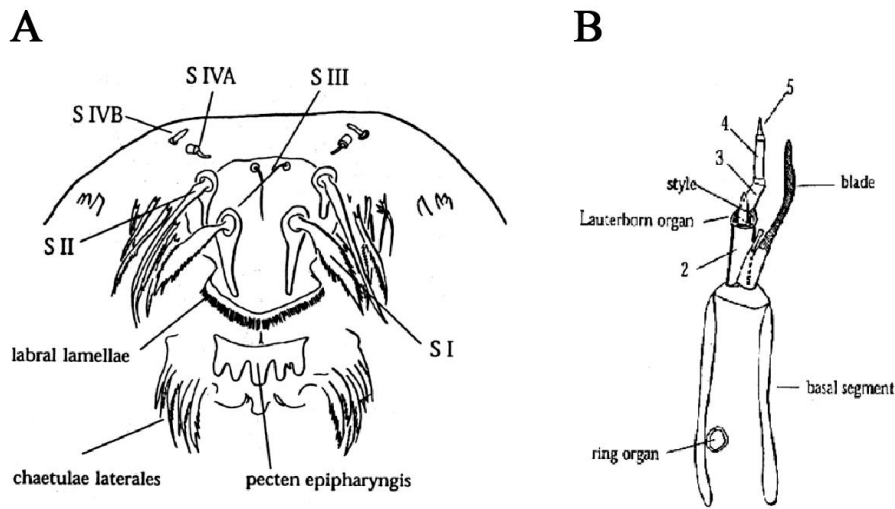 A
S IVA
S III
S IVB
S II
labral lamellae
S I
chaetulae laterales
pecten epipharyngis
B
5
4
3
style
blade
Lauterborn organ
2
basal segment
ring organ